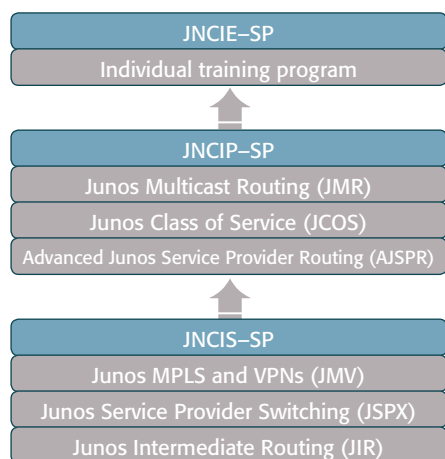 JNCIE–SP
Individual training program
JNCIP–SP
Junos Multicast Routing (JMR)
Junos Class of Service (JCOS)
Advanced Junos Service Provider Routing (AJSPR)
JNCIS–SP
Junos MPLS and VPNs (JMV)
Junos Service Provider Switching (JSPX)
Junos Intermediate Routing (JIR)